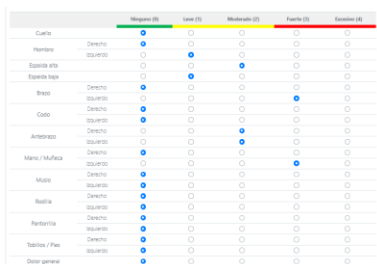 Ninguno (0) Leve (1) Moderado (2) Fuerte (3) Excesivo (4)
Cuello
Hombro Derecho
Izquierdo
Espalda alta
Espalda baja
Brazo Derecho
Izquierdo
Codo Derecho
Izquierdo
Antebrazo Derecho
Izquierdo
Mano / Muñeca Derecho
Izquierdo
Muslo Derecho
Izquierdo
Rodilla Derecho
Izquierdo
Pantorrilla Derecho
Izquierdo
Tobillos / Pies Derecho
Izquierdo
Dolor general